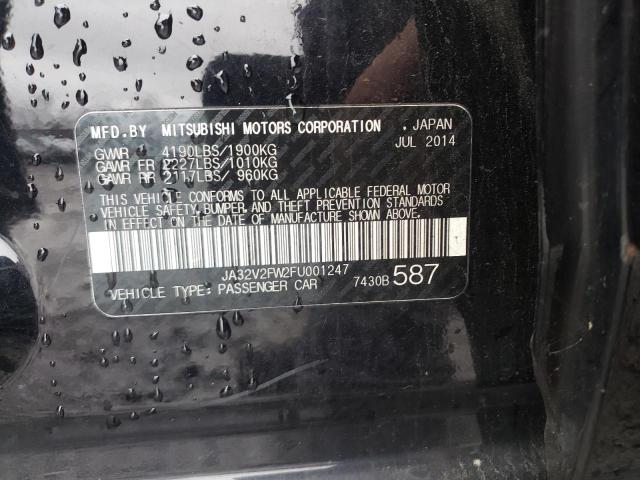 MFD.BY MITSUBISHI MOTORS CORPORATION . JAPAN
GVWR 4190LBS/1900KG JUL 2014
GAWR FR 2227LBS/1010KG
GAWR RR 2117LBS/ 960KG
THIS VEHICLE CONFORMS TO ALL APPLICABLE FEDERAL MOTOR
VEHICLE SAFETY, BUMPER, AND THEFT PREVENTION STANDARDS
IN EFFECT ON THE DATE OF MANUFACTURE SHOWN ABOVE.
JA32V2FW2FU001247
VEHICLE TYPE: PASSENGER CAR 7430B 587